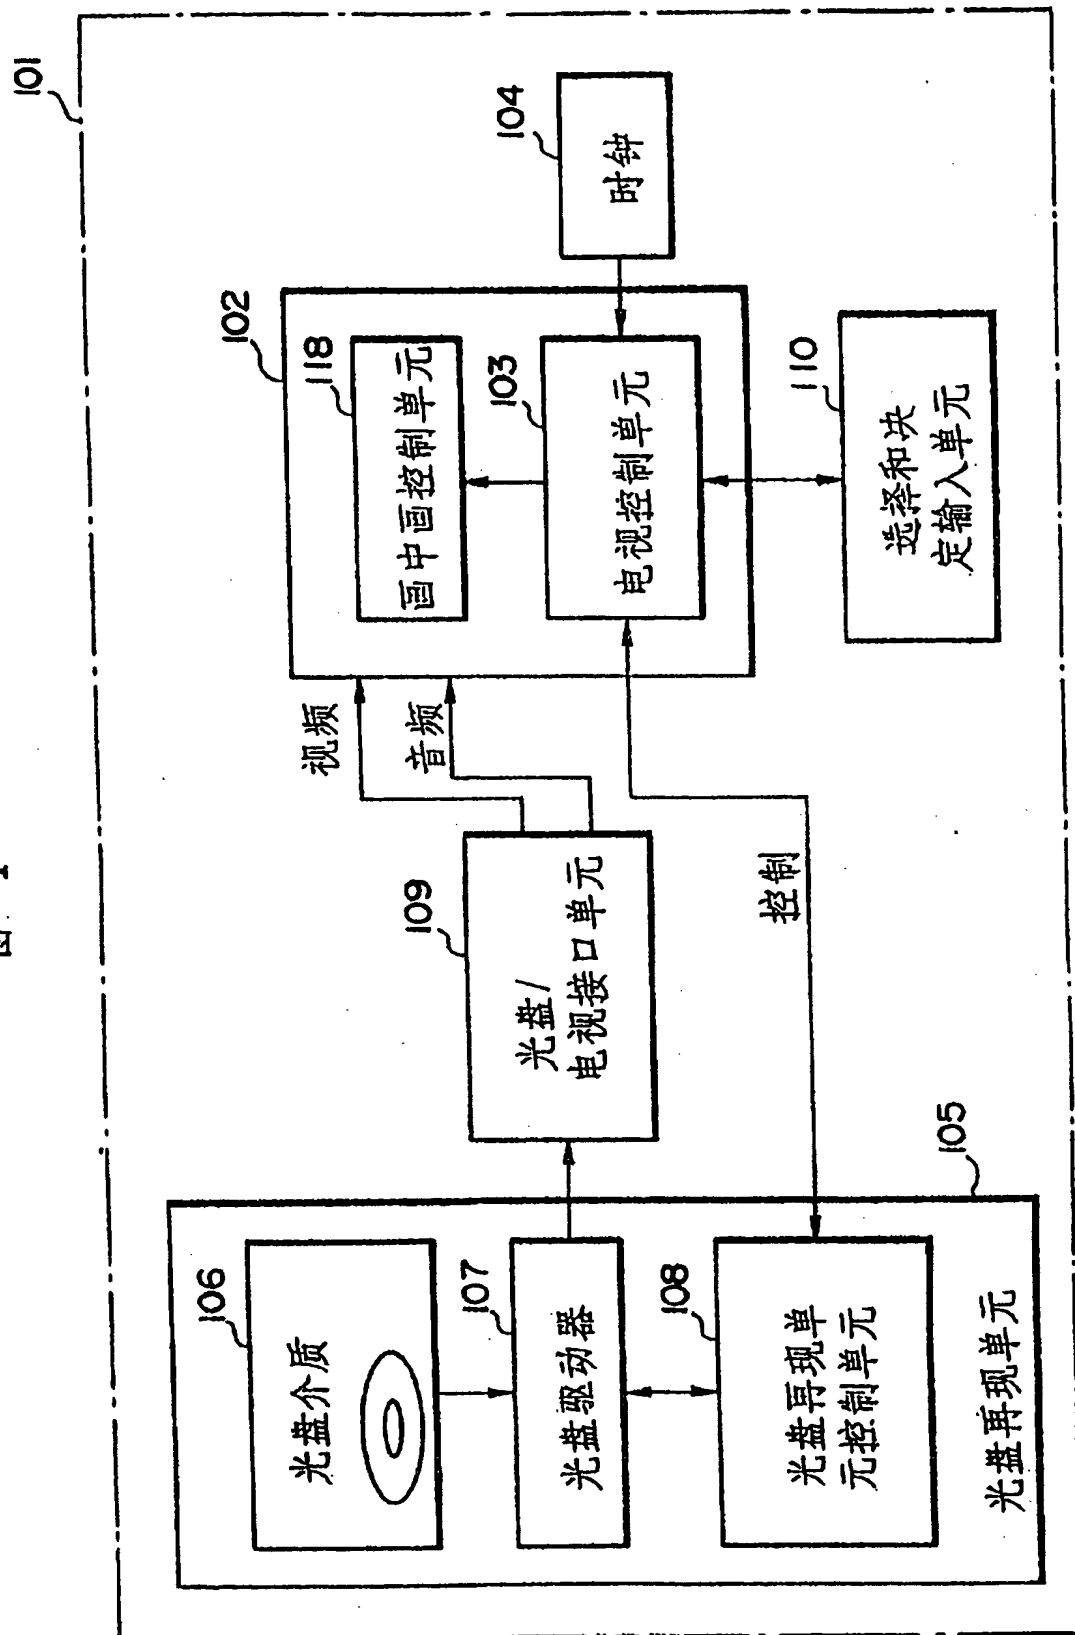 图 1
101
102
118
画中画控制单元
103
电视控制单元
104
时钟
110
选择和决
定输入单元
视频
音频
109
光盘/
电视接口单元
控制
105
106
光盘介质
107
光盘驱动器
108
光盘再现单
元控制单元
光盘再现单元